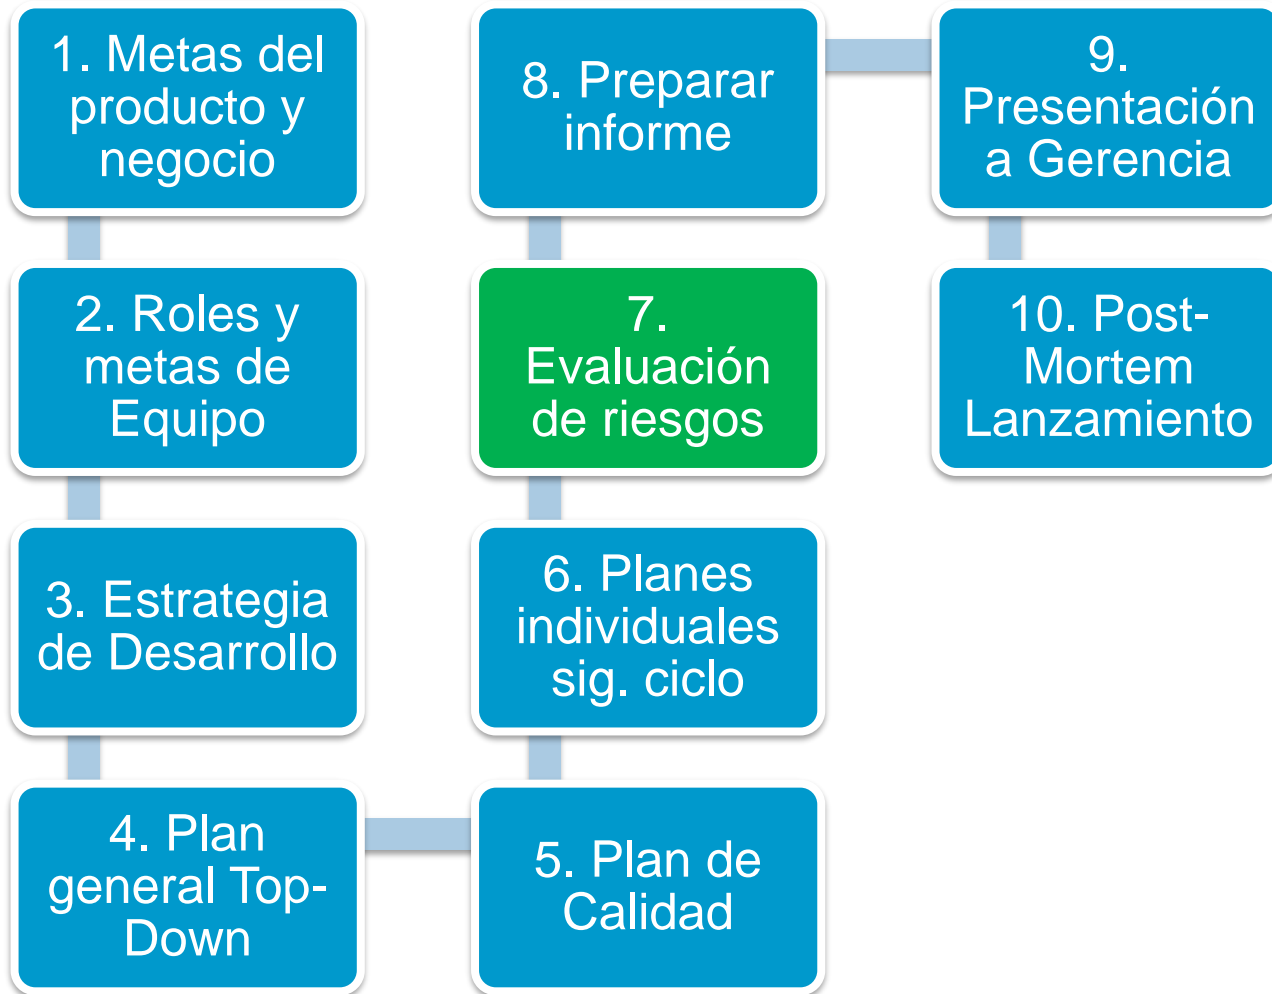 1. Metas del
producto y
negocio
2. Roles y
metas de
Equipo
3. Estrategia
de Desarrollo
4. Plan
general Top-
Down
5. Plan de
Calidad
6. Planes
individuales
sig. ciclo
7.
Evaluación
de riesgos
8. Preparar
informe
9.
Presentación
a Gerencia
10. Post-
Mortem
Lanzamiento